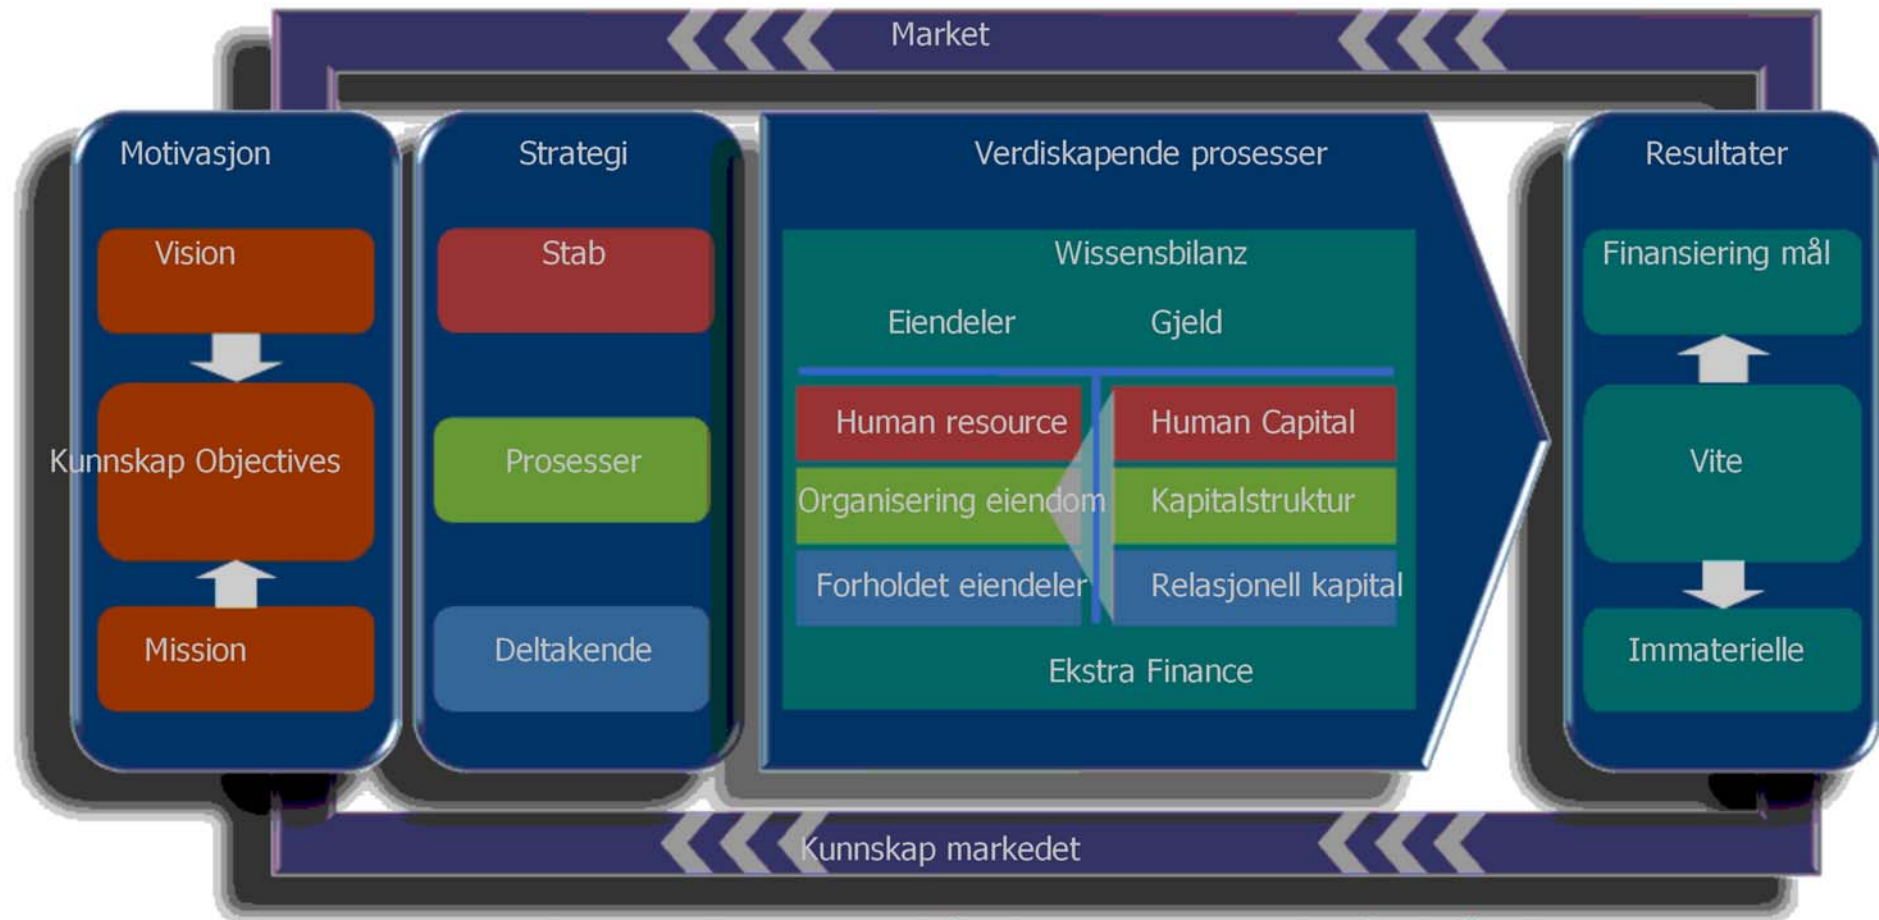 Market
Motivasjon
Vision
Kunnskap Objectives
Mission
Strategi
Stab
Prosesser
Deltakende
Verdiskapende prosesser
Wissensbilanz
Eiendeler
Gjeld
Human resource
Human Capital
Organisering eiendom
Kapitalstruktur
Forholdet eiendeler
Relasjonell kapital
Ekstra Finance
Resultater
Finansiering mål
Vite
Immaterielle
Kunnskap markedet